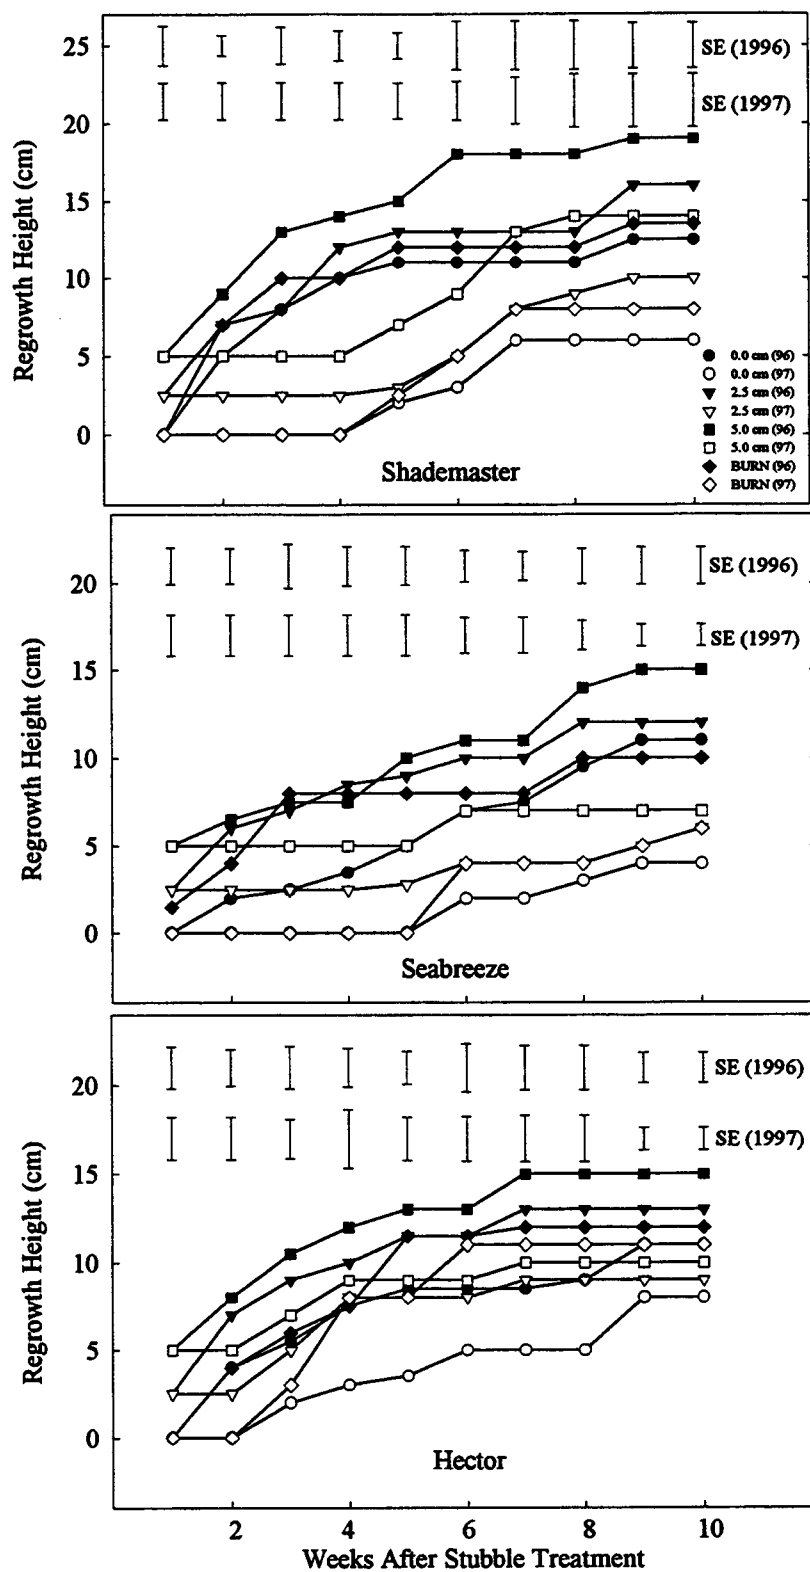 25
SE (1996)
SE (1997)
20
15
10
5
0
Regrowth Height (cm)
0.0 cm (96)
0.0 cm (97)
2.5 cm (96)
2.5 cm (97)
5.0 cm (96)
5.0 cm (97)
BURN (96)
BURN (97)
Shademaster
20
SE (1996)
SE (1997)
15
10
5
0
Regrowth Height (cm)
Seabreeze
20
SE (1996)
SE (1997)
15
10
5
0
Regrowth Height (cm)
Hector
2 4 6 8 10
Weeks After Stubble Treatment